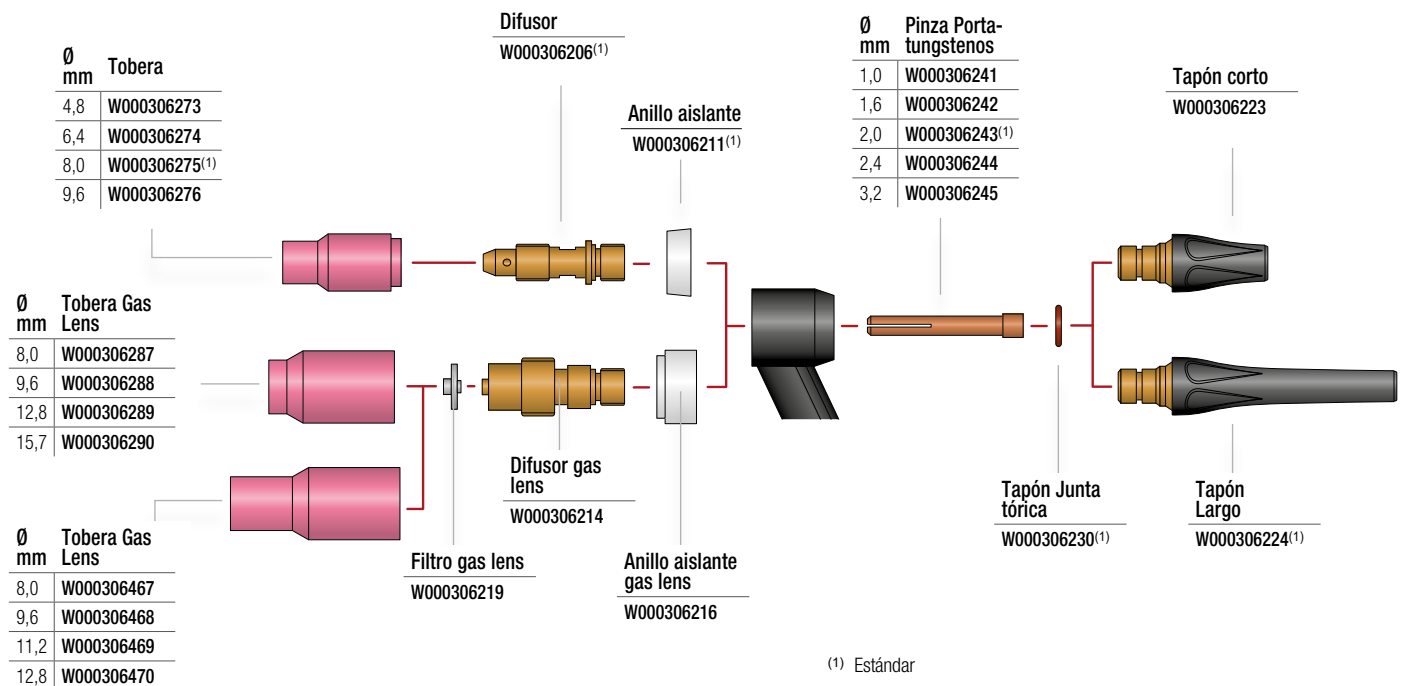 Ø mm Tobera
4,8 W000306273
6,4 W000306274
8,0 W000306275(1)
9,6 W000306276
Difusor
W000306206(1)
Anillo aislante
W000306211(1)
Ø mm Pinza Porta-
tungstenos
1,0 W000306241
1,6 W000306242
2,0 W000306243(1)
2,4 W000306244
3,2 W000306245
Tapón corto
W000306223
Ø mm Tobera Gas
Lens
8,0 W000306287
9,6 W000306288
12,8 W000306289
15,7 W000306290
Ø mm Tobera Gas
Lens
8,0 W000306467
9,6 W000306468
11,2 W000306469
12,8 W000306470
Filtro gas lens
W000306219
Difusor gas
lens
W000306214
Anillo aislante
gas lens
W000306216
Tapón Junta
tórica
W000306230(1)
Tapón
Largo
W000306224(1)
(1) Estándar